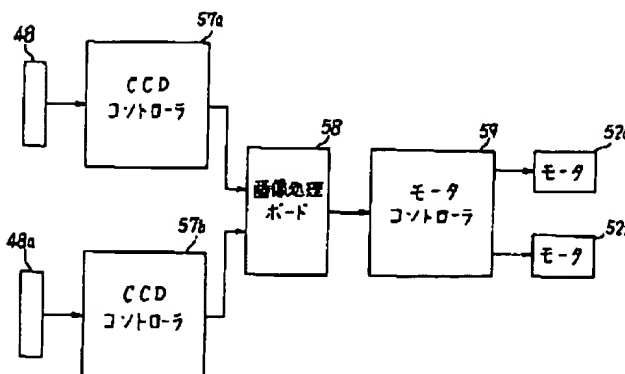 48
57a
CCD
コントローラ
58
画像処理
ボード
59
モータ
コントローラ
モータ
モータ
48a
57b
CCD
コントローラ